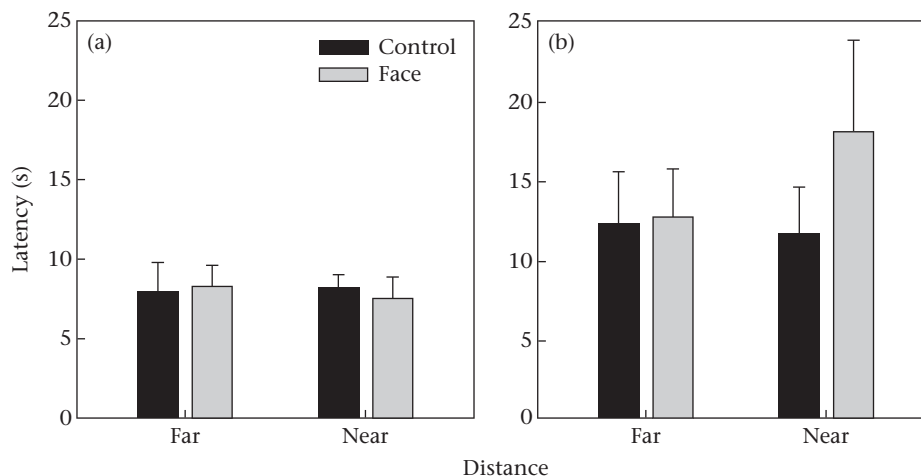 (a)
Control
Face
25
20
15
10
5
0
Latency (s)
Far
Near
(b)
25
20
15
10
5
0
Far
Near
Distance